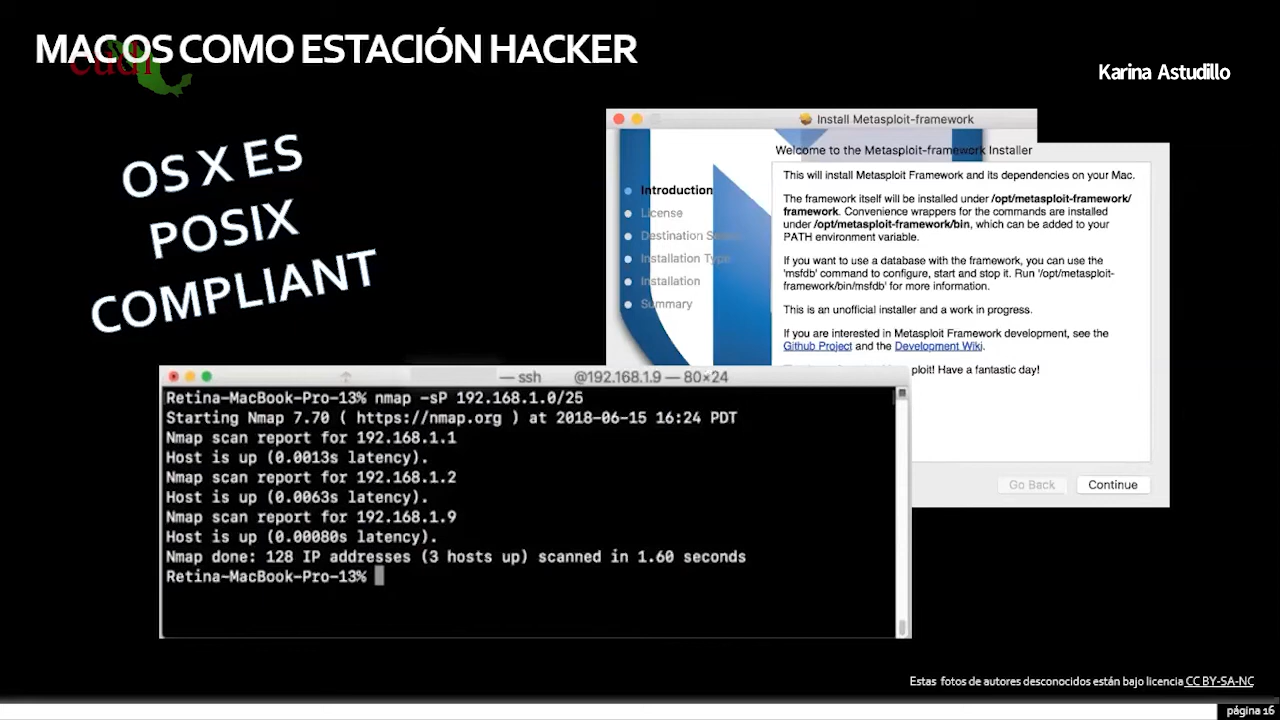 MAC OS COMO ESTACIÓN HACKER
cudi
Karina Astudillo
OS X ES
POSIX
COMPLIANT
Install Metasploit-framework
Welcome to the Metasploit-framework Installer
Introduction
License
Destination
Installation Type
Installation
Summary
This will install Metasploit Framework and its dependencies on your Mac.
The framework itself will be installed under /opt/metasploit-framework/
framework. Convenience wrappers for the commands are installed
under /opt/metasploit-framework/bin, which can be added to your
PATH environment variable.
If you want to use a database with the framework, you can use the
'msfdb' command to configure, start and stop it. Run '/opt/metasploit-
framework/bin/msfdb' for more information.
This is an unofficial installer and a work in progress.
If you are interested in Metasploit Framework development, see the
Github Project and the Development Wiki.
ploit! Have a fantastic day!
Go Back
Continue
— ssh @192.168.1.9 — 80×24
Retina-MacBook-Pro-13% nmap -sP 192.168.1.0/25
Starting Nmap 7.70 ( https://nmap.org ) at 2018-06-15 16:24 PDT
Nmap scan report for 192.168.1.1
Host is up (0.0013s latency).
Nmap scan report for 192.168.1.2
Host is up (0.0063s latency).
Nmap scan report for 192.168.1.9
Host is up (0.00080s latency).
Nmap done: 128 IP addresses (3 hosts up) scanned in 1.60 seconds
Retina-MacBook-Pro-13%
Estas fotos de autores desconocidos están bajo licencia CC BY-SA-NC
página 16